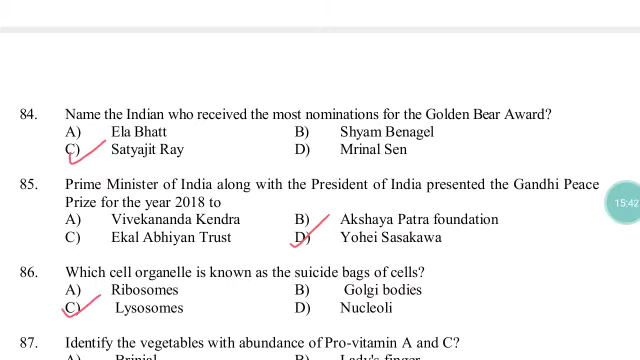 84. Name the Indian who received the most nominations for the Golden Bear Award?
A) Ela Bhatt B) Shyam Benagel
C) Satyajit Ray D) Mrinal Sen
85. Prime Minister of India along with the President of India presented the Gandhi Peace
Prize for the year 2018 to
A) Vivekananda Kendra B) Akshaya Patra foundation
C) Ekal Abhiyan Trust D) Yohei Sasakawa
15:42
86. Which cell organelle is known as the suicide bags of cells?
A) Ribosomes B) Golgi bodies
C) Lysosomes D) Nucleoli
87. Identify the vegetables with abundance of Pro-vitamin A and C?
A) Brinjal B) Lady's finger